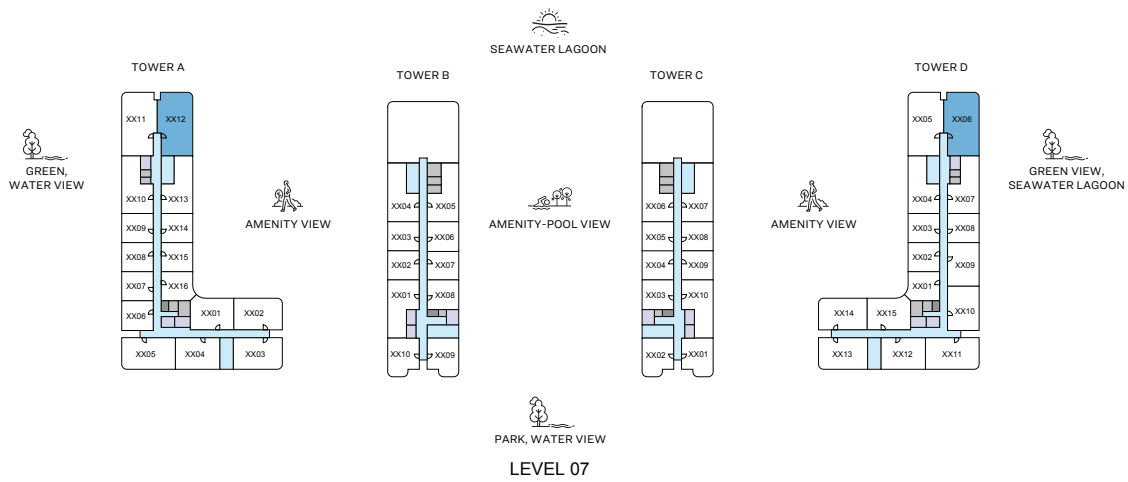 SEAWATER LAGOON
TOWER A
TOWER B
TOWER C
TOWER D
XX11
XX12
XX10
XX13
XX09
XX14
XX08
XX15
XX07
XX16
XX06
XX01
XX02
XX05
XX04
XX03
GREEN,
WATER VIEW
AMENITY VIEW
XX04
XX05
XX03
XX06
XX02
XX07
XX01
XX08
XX10
XX09
AMENITY-POOL VIEW
XX06
XX07
XX05
XX08
XX04
XX09
XX03
XX10
XX02
XX01
AMENITY VIEW
XX05
XX06
XX04
XX07
XX03
XX08
XX02
XX09
XX01
XX10
XX14
XX15
XX13
XX12
XX11
GREEN VIEW,
SEAWATER LAGOON
PARK, WATER VIEW
LEVEL 07